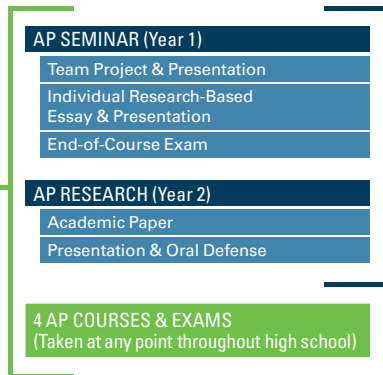 AP SEMINAR (Year 1)
Team Project & Presentation
Individual Research-Based
Essay & Presentation
End-of-Course Exam
AP RESEARCH (Year 2)
Academic Paper
Presentation & Oral Defense
4 AP COURSES & EXAMS
(Taken at any point throughout high school)